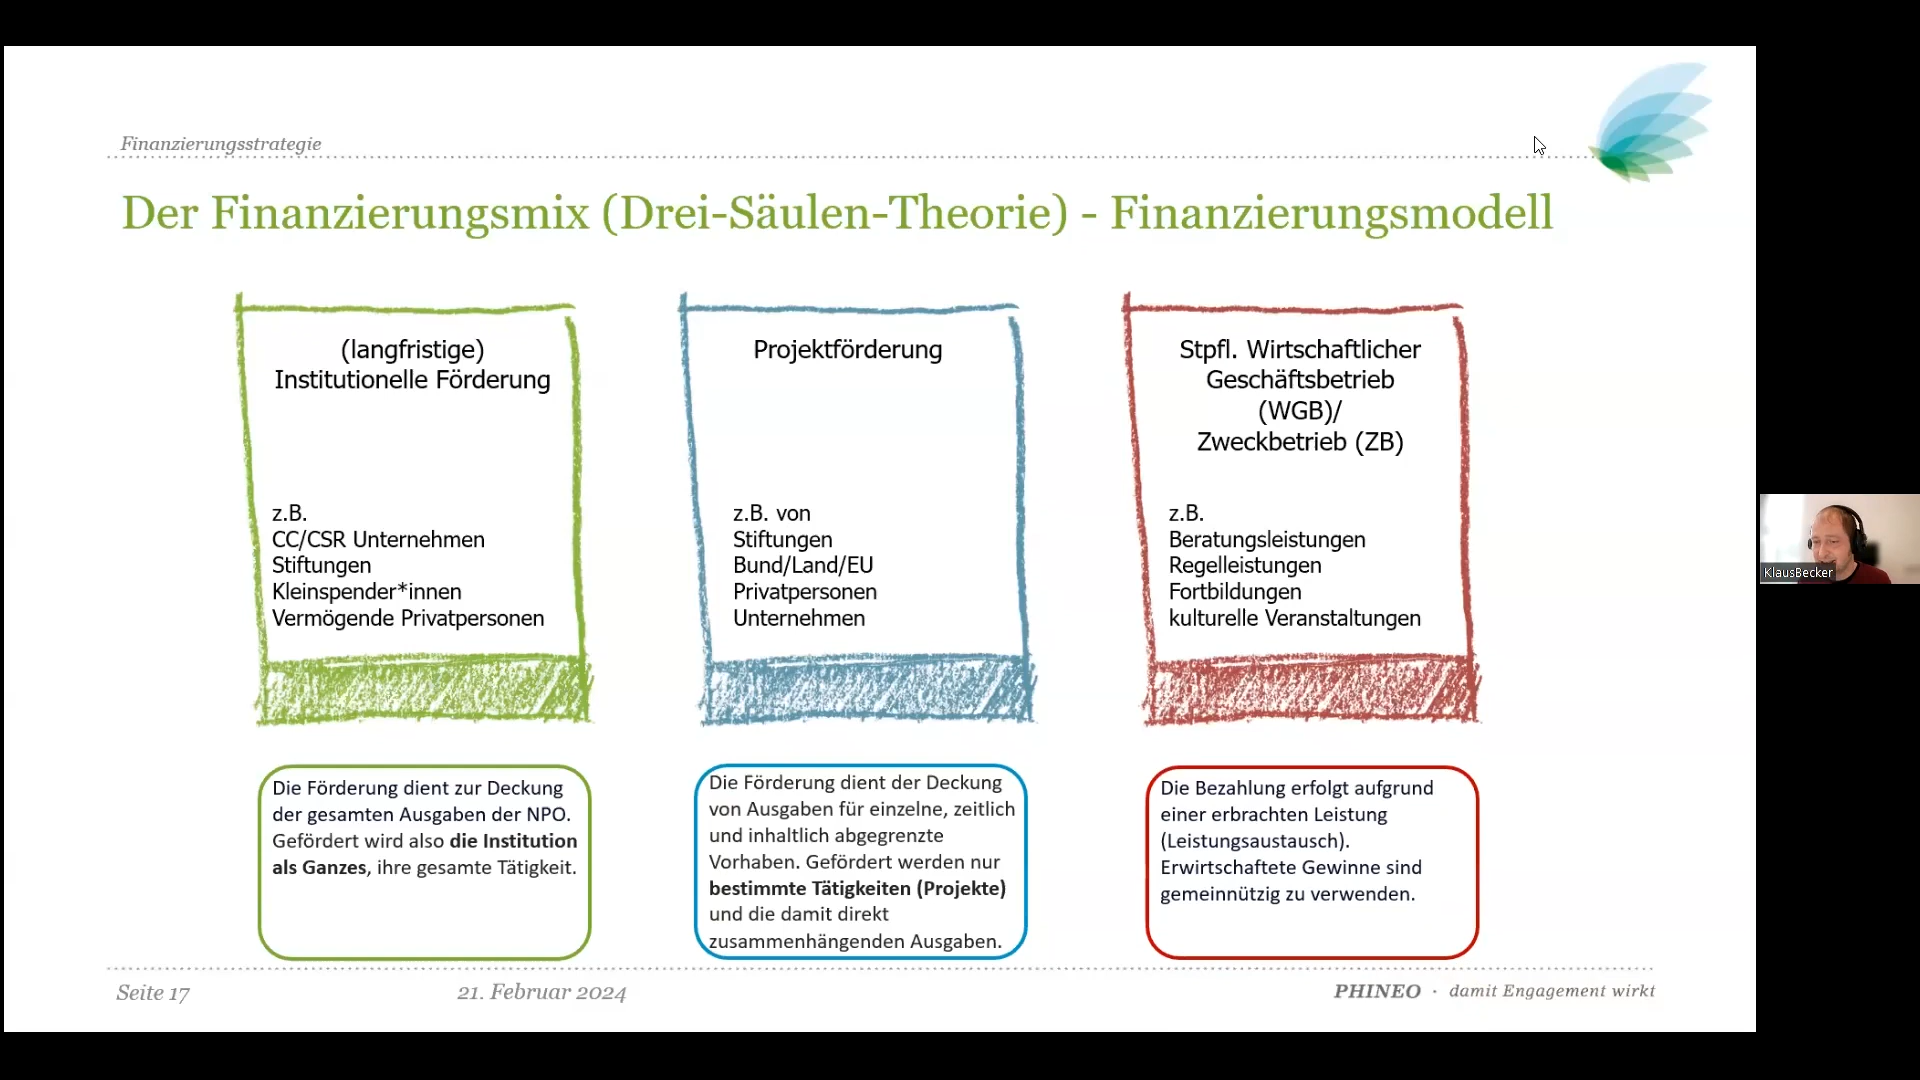 Finanzierungsstrategie
Der Finanzierungsmix (Drei-Säulen-Theorie) - Finanzierungsmodell
(langfristige)
Institutionelle Förderung
z.B.
CC/CSR Unternehmen
Stiftungen
Kleinspender*innen
Vermögende Privatpersonen
Projektförderung
z.B. von
Stiftungen
Bund/Land/EU
Privatpersonen
Unternehmen
Stpfl. Wirtschaftlicher
Geschäftsbetrieb
(WGB)/
Zweckbetrieb (ZB)
z.B.
Beratungsleistungen
Regelleistungen
Fortbildungen
kulturelle Veranstaltungen
Die Förderung dient zur Deckung
der gesamten Ausgaben der NPO.
Gefördert wird also die Institution
als Ganzes, ihre gesamte Tätigkeit.
Die Förderung dient der Deckung
von Ausgaben für einzelne, zeitlich
und inhaltlich abgegrenzte
Vorhaben. Gefördert werden nur
bestimmte Tätigkeiten (Projekte)
und die damit direkt
zusammenhängenden Ausgaben.
Die Bezahlung erfolgt aufgrund
einer erbrachten Leistung
(Leistungsaustausch).
Erwirtschaftete Gewinne sind
gemeinnützig zu verwenden.
Seite 17
21. Februar 2024
PHINEO · damit Engagement wirkt
KlausBecker